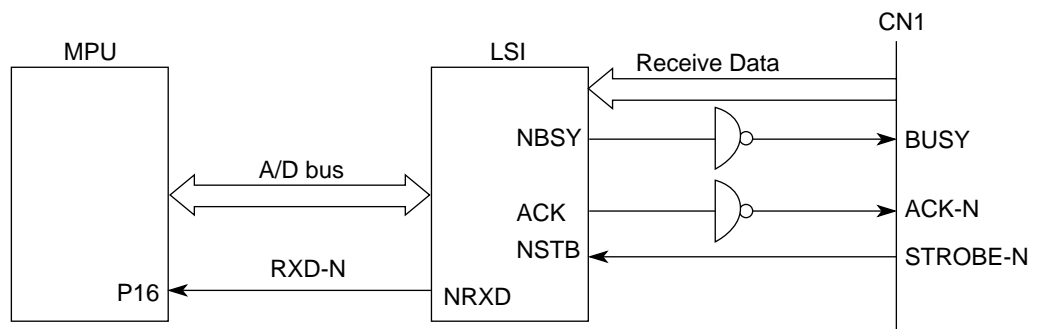 CN1
MPU
LSI
Receive Data
NBSY
BUSY
A/D bus
ACK
ACK-N
NSTB
STROBE-N
RXD-N
P16
NRXD